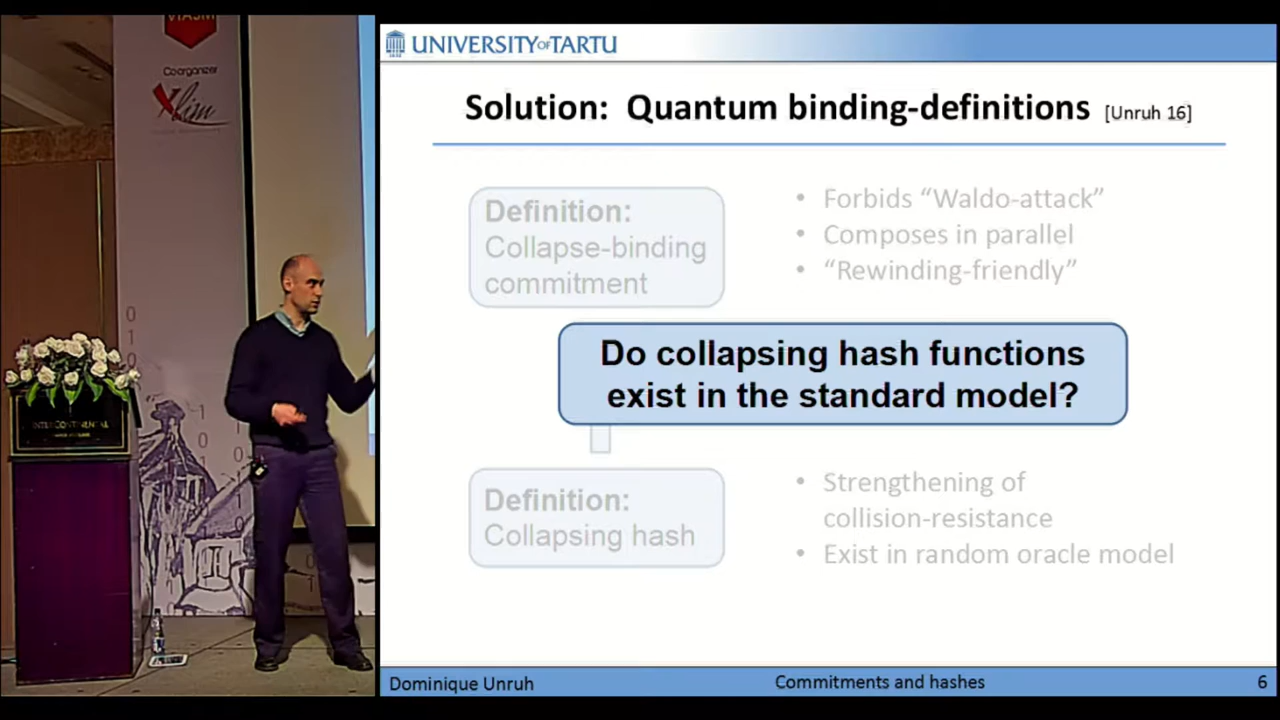 VIASM
Coorganizer
Xlim
INTERCONTINENTAL
UNIVERSITY OF TARTU
Solution: Quantum binding-definitions [Unruh 16]
Definition:
Collapse-binding
commitment
• Forbids “Waldo-attack”
• Composes in parallel
• “Rewinding-friendly”
Do collapsing hash functions
exist in the standard model?
Definition:
Collapsing hash
• Strengthening of
collision-resistance
• Exist in random oracle model
Dominique Unruh
Commitments and hashes
6